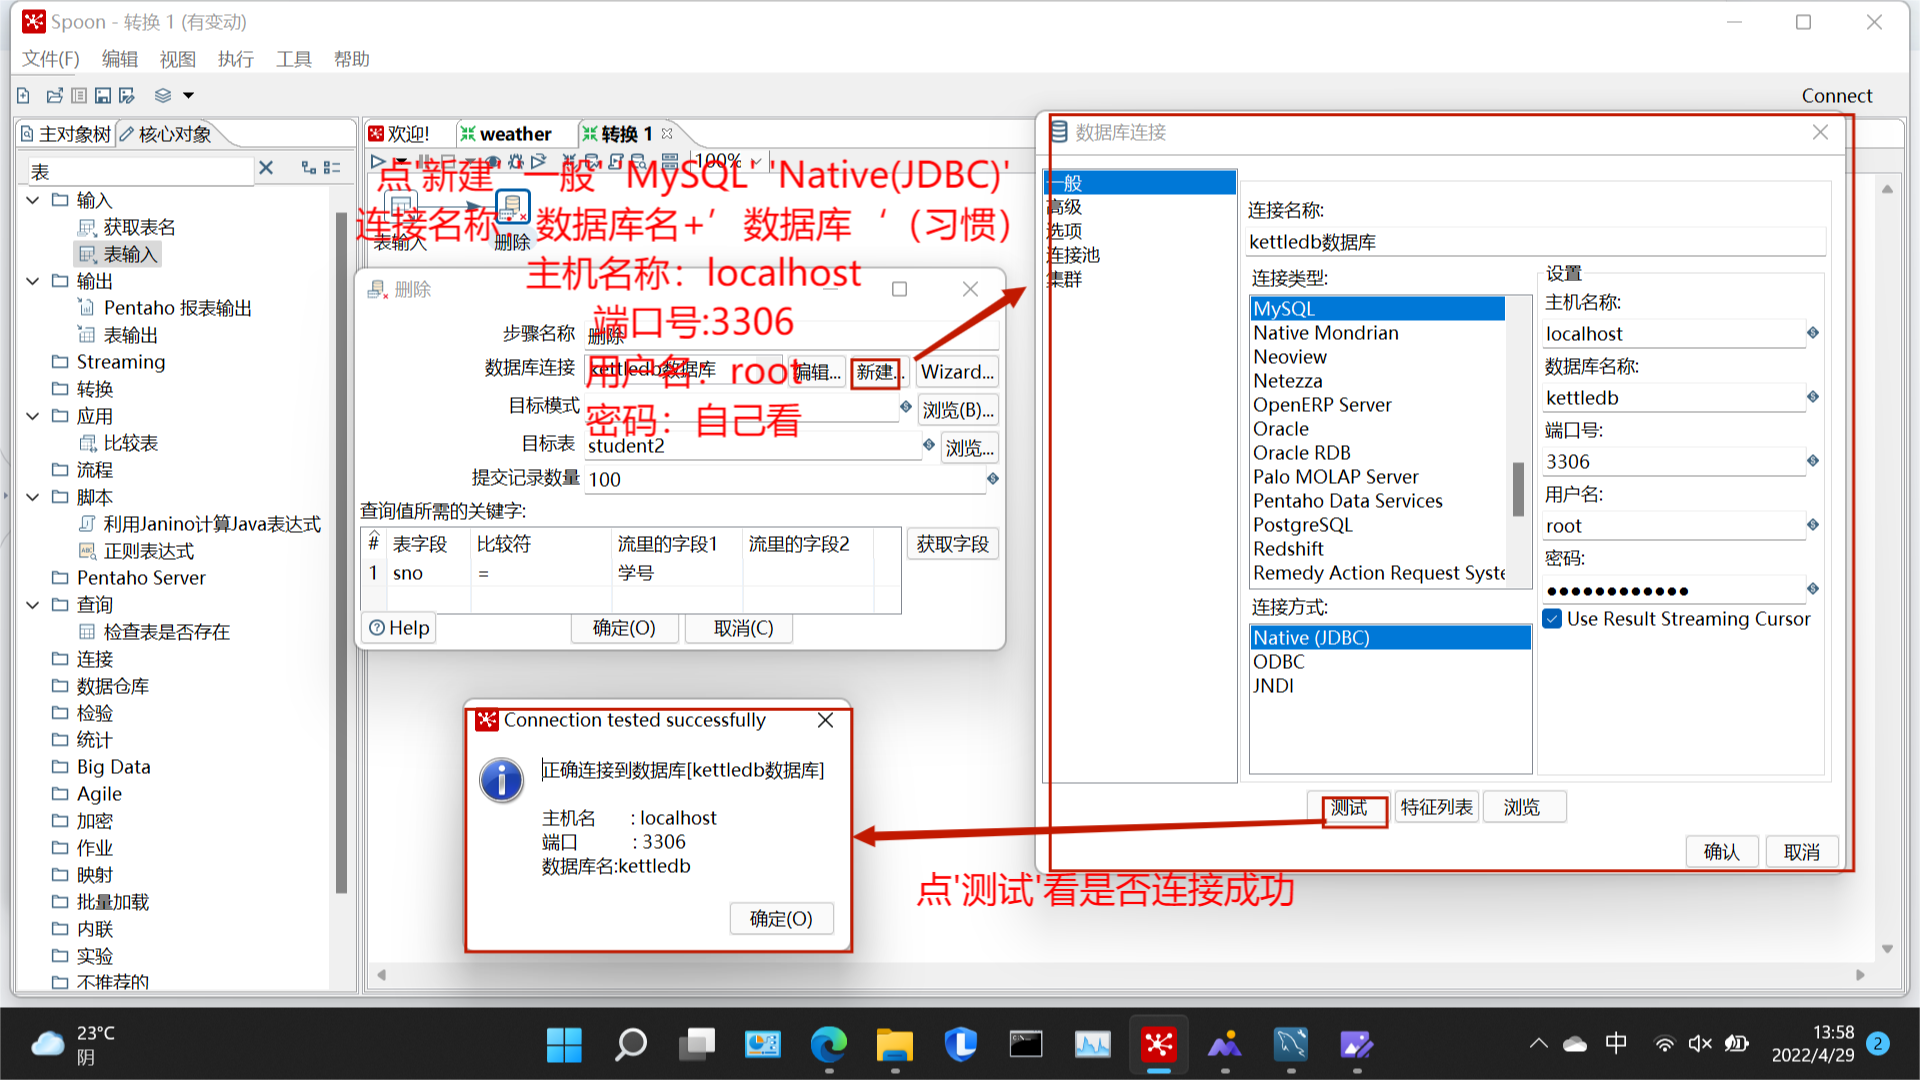 Spoon - 转换 1 (有变动)
文件(F) 编辑 视图 执行 工具 帮助
Connect
主对象树 核心对象
表
输入
获取表名
表输入
输出
Pentaho 报表输出
表输出
Streaming
转换
应用
比较表
流程
脚本
利用Janino计算Java表达式
正则表达式
Pentaho Server
查询
检查表是否存在
连接
数据仓库
检验
统计
Big Data
Agile
加密
作业
映射
批量加载
内联
实验
不推荐的
欢迎! weather 转换 1
100%
点'新建' '一般' 'MySQL' 'Native(JDBC)'
连接名称：数据库名+’数据库‘（习惯）
主机名称：localhost
端口号:3306
用户名：root
密码：自己看
表输入 删除
删除
步骤名称 删除
数据库连接 kettledb数据库 编辑... 新建... Wizard...
目标模式 浏览(B)...
目标表 student2 浏览...
提交记录数量 100
查询值所需的关键字:
# 表字段 比较符 流里的字段1 流里的字段2 获取字段
1 sno = 学号
Help 确定(O) 取消(C)
Connection tested successfully
正确连接到数据库[kettledb数据库]
主机名 : localhost
端口 : 3306
数据库名:kettledb
确定(O)
点'测试'看是否连接成功
数据库连接
一般
高级
选项
连接池
集群
连接名称:
kettledb数据库
连接类型:
MySQL
Native Mondrian
Neoview
Netezza
OpenERP Server
Oracle
Oracle RDB
Palo MOLAP Server
Pentaho Data Services
PostgreSQL
Redshift
Remedy Action Request Syste
连接方式:
Native (JDBC)
ODBC
JNDI
设置
主机名称:
localhost
数据库名称:
kettledb
端口号:
3306
用户名:
root
密码:
●●●●●●●●●●●●
Use Result Streaming Cursor
测试 特征列表 浏览
确认 取消
23°C
阴
中
13:58
2022/4/29
2